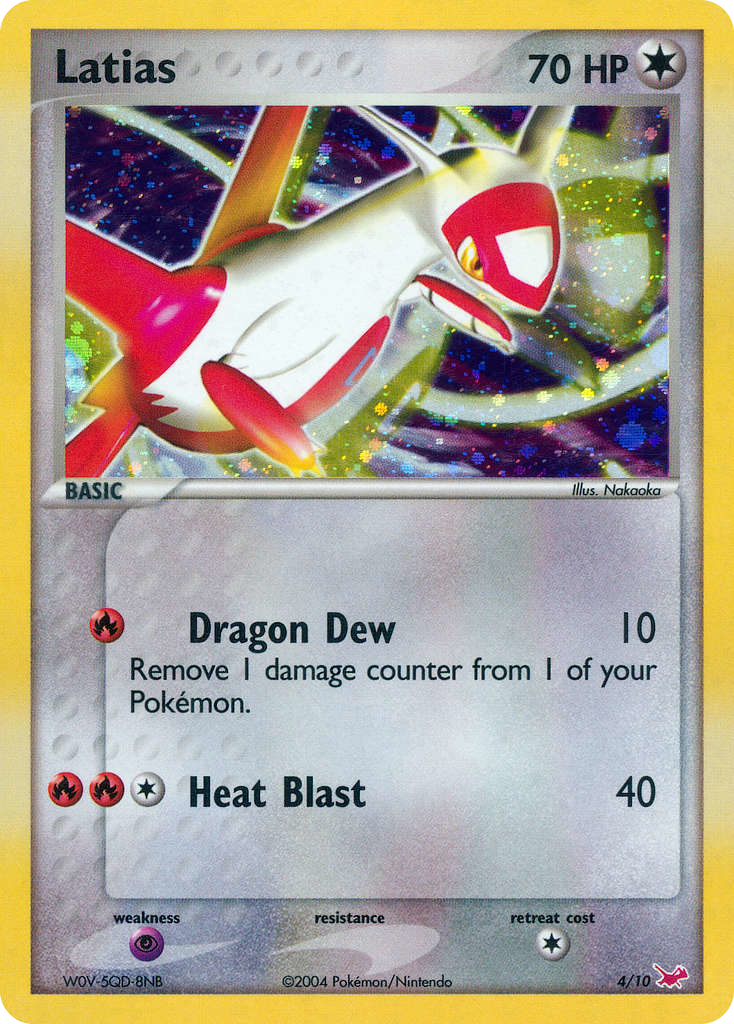 Latias 70 HP
BASIC Illus. Nakaoka
Dragon Dew 10
Remove 1 damage counter from 1 of your
Pokémon.
Heat Blast 40
weakness resistance retreat cost
W0V-5QD-8NB ©2004 Pokémon/Nintendo 4/10